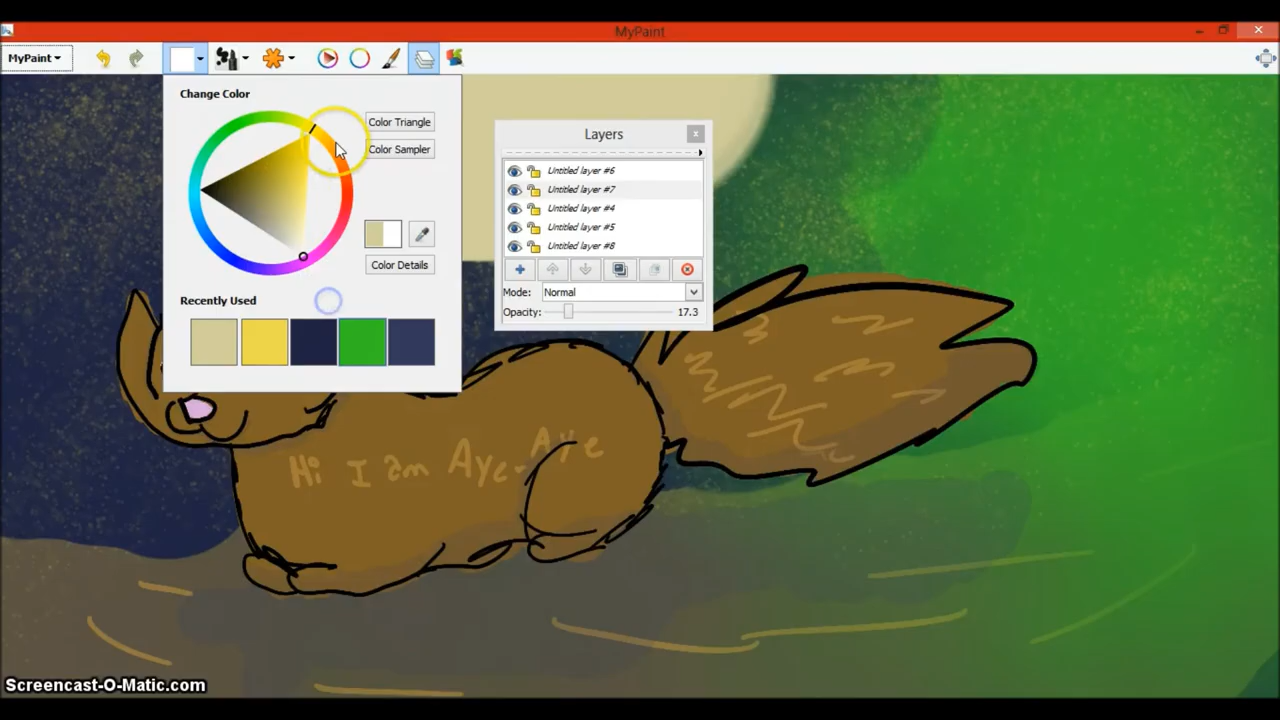 MyPaint
MyPaint
Change Color
Color Triangle
Color Sampler
Color Details
Recently Used
Layers
Untitled layer #6
Untitled layer #7
Untitled layer #4
Untitled layer #5
Untitled layer #8
Mode: Normal
Opacity: 17.3
Hi I am Aye-Aye
Screencast-O-Matic.com